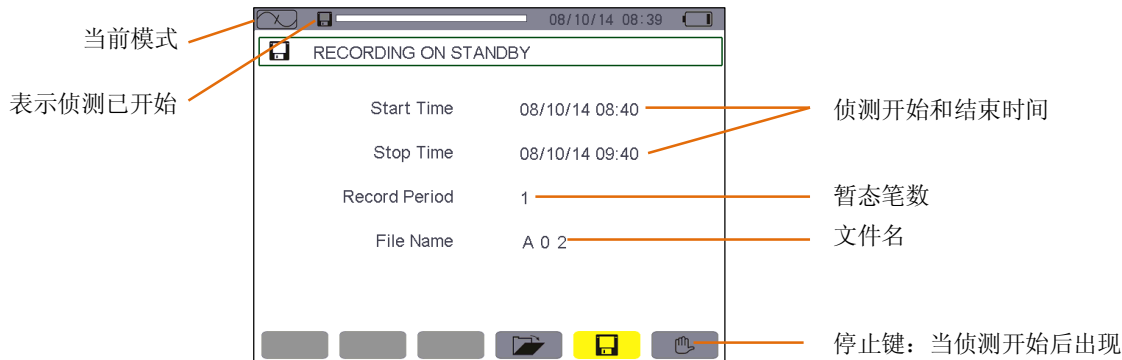 当前模式
08/10/14 08:39
RECORDING ON STANDBY
表示侦测已开始
Start Time 08/10/14 08:40
侦测开始和结束时间
Stop Time 08/10/14 09:40
Record Period 1
暂态笔数
File Name A 0 2
文件名
停止键：当侦测开始后出现